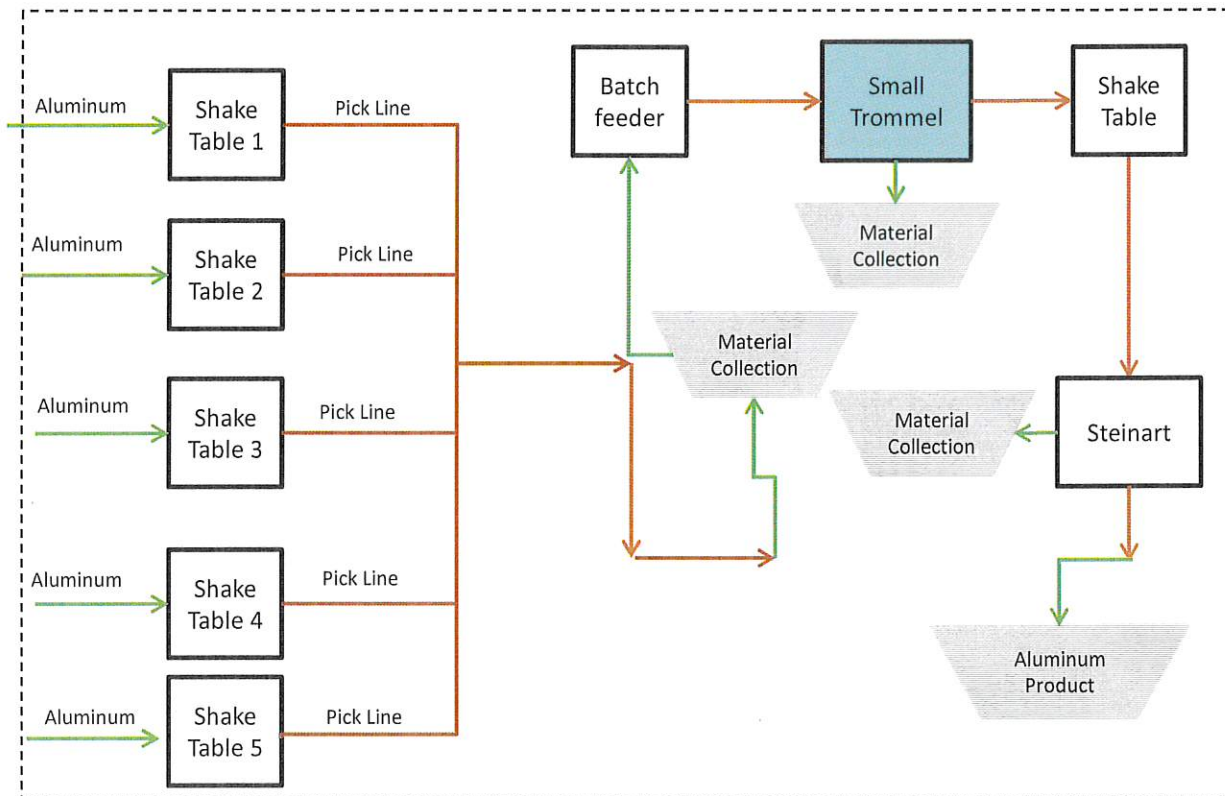 Aluminum
Shake
Table 1
Pick Line
Aluminum
Shake
Table 2
Pick Line
Aluminum
Shake
Table 3
Pick Line
Aluminum
Shake
Table 4
Pick Line
Aluminum
Shake
Table 5
Pick Line
Batch
feeder
Small
Trommel
Shake
Table
Material
Collection
Material
Collection
Material
Collection
Steinart
Aluminum
Product